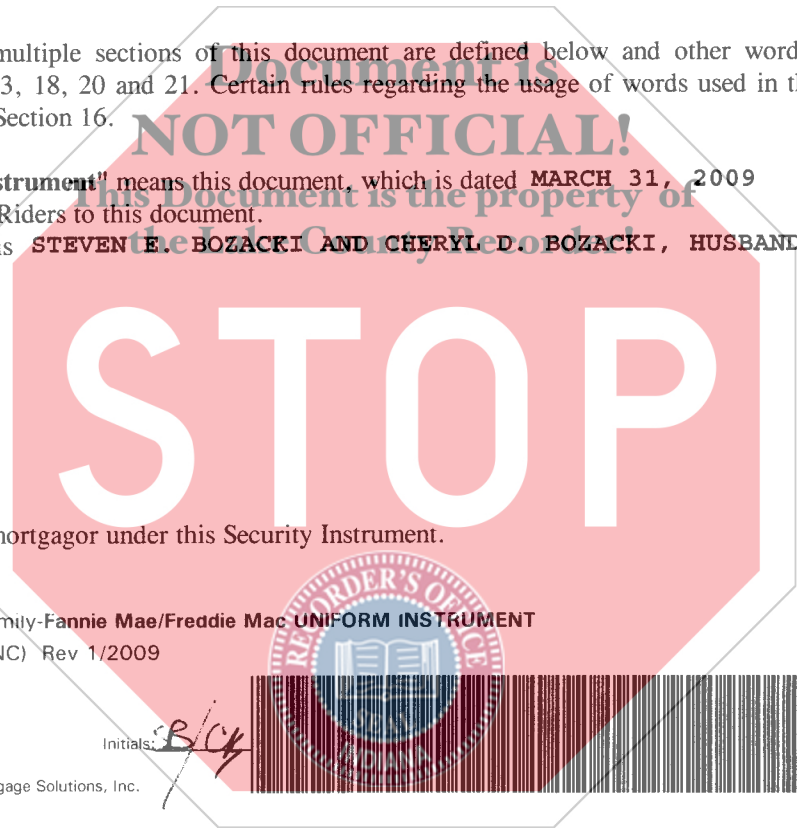 multiple sections of this document are defined below and other word
3, 18, 20 and 21. Certain rules regarding the usage of words used in t
Section 16.
Document is
NOT OFFICIAL!
This Document is the property of
the Lake County Recorder!
strument" means this document, which is dated MARCH 31, 2009
Riders to this document.
is STEVEN E. BOZACKI AND CHERYL D. BOZACKI, HUSBAND
STOP
mortgagor under this Security Instrument.
RECORDER'S OFFICE
SEAL
INDIANA
mily-Fannie Mae/Freddie Mac UNIFORM INSTRUMENT
NC) Rev 1/2009
Initials:
gage Solutions, Inc.